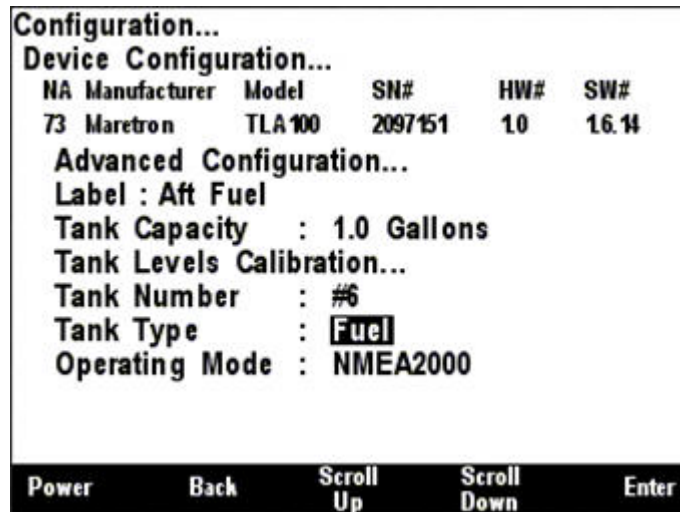 Configuration...
Device Configuration...
NA Manufacturer Model SN# HW# SW#
73 Maretron TLA100 2097151 1.0 1.6.14
Advanced Configuration...
Label : Aft Fuel
Tank Capacity : 1.0 Gallons
Tank Levels Calibration...
Tank Number : #6
Tank Type : Fuel
Operating Mode : NMEA2000
Power Back Scroll Up Scroll Down Enter